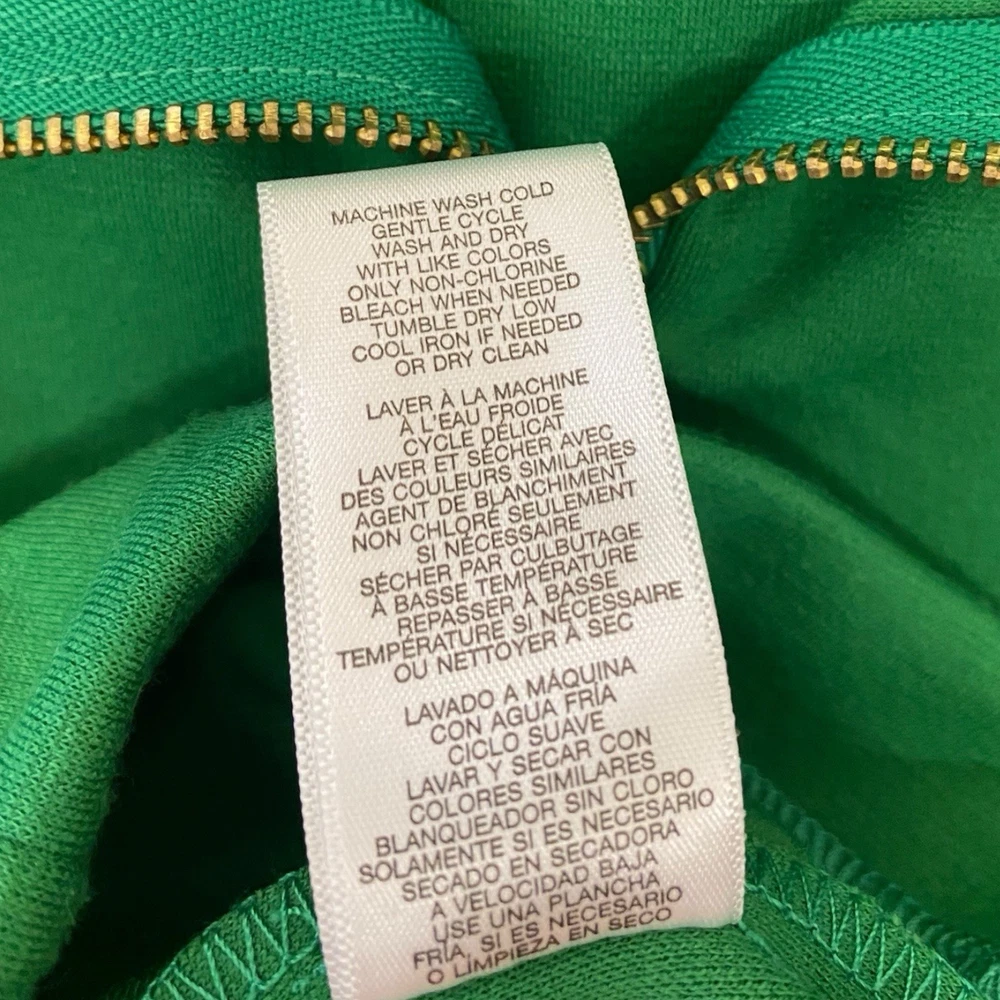 MACHINE WASH COLD
GENTLE CYCLE
WASH AND DRY
WITH LIKE COLORS
ONLY NON-CHLORINE
BLEACH WHEN NEEDED
TUMBLE DRY LOW
COOL IRON IF NEEDED
OR DRY CLEAN
LAVER À LA MACHINE
À L'EAU FROIDE
CYCLE DÉLICAT
LAVER ET SÉCHER AVEC
DES COULEURS SIMILAIRES
AGENT DE BLANCHIMENT
NON CHLORÉ SEULEMENT
SI NÉCESSAIRE
SÉCHER PAR CULBUTAGE
À BASSE TEMPÉRATURE
REPASSER À BASSE
TEMPÉRATURE SI NÉCESSAIRE
OU NETTOYER À SEC
LAVADO A MÁQUINA
CON AGUA FRÍA
CICLO SUAVE
LAVAR Y SECAR CON
COLORES SIMILARES
BLANQUEADOR SIN CLORO
SOLAMENTE SI ES NECESARIO
SECADO EN SECADORA
A VELOCIDAD BAJA
USE UNA PLANCHA
FRÍA, SI ES NECESARIO
O LIMPIEZA EN SECO